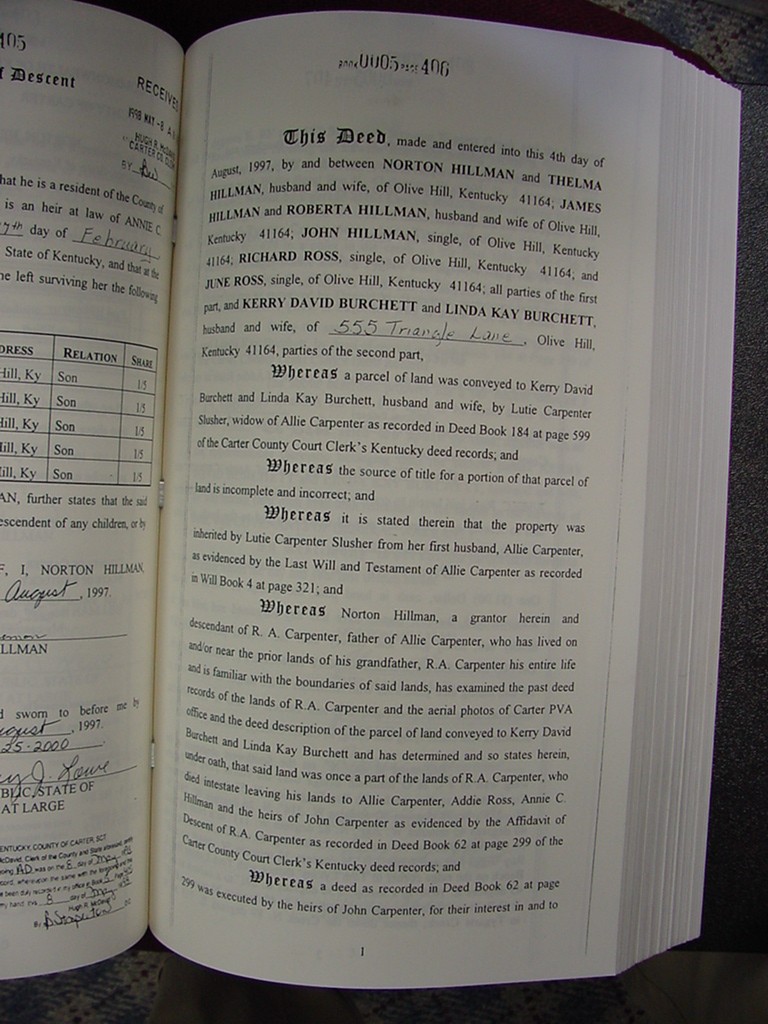 405
f Descent
RECEIVED
1998 MAY -8 A
CARTER CO.
BY
hat he is a resident of the County of
is an heir at law of ANNIE C.
7th day of February
State of Kentucky, and that at the
he left surviving her the following
DRESS RELATION SHARE
Hill, Ky Son 1/5
Hill, Ky Son 1/5
Hill, Ky Son 1/5
Hill, Ky Son 1/5
Hill, Ky Son 1/5
AN, further states that the said
escendent of any children, or by
F, I, NORTON HILLMAN,
August, 1997.
LLMAN
d sworn to before me by
August, 1997.
25-2000
y J. Lowe
BLIC, STATE OF
AT LARGE
ENTUCKY, COUNTY OF CARTER, SCT.
BOOK 0005 PAGE 406
This Deed, made and entered into this 4th day of
August, 1997, by and between NORTON HILLMAN and THELMA
HILLMAN, husband and wife, of Olive Hill, Kentucky 41164; JAMES
HILLMAN and ROBERTA HILLMAN, husband and wife of Olive Hill,
Kentucky 41164; JOHN HILLMAN, single, of Olive Hill, Kentucky
41164; RICHARD ROSS, single, of Olive Hill, Kentucky 41164; and
JUNE ROSS, single, of Olive Hill, Kentucky 41164; all parties of the first
part, and KERRY DAVID BURCHETT and LINDA KAY BURCHETT,
husband and wife, of 555 Triangle Lane, Olive Hill,
Kentucky 41164, parties of the second part,
Whereas a parcel of land was conveyed to Kerry David
Burchett and Linda Kay Burchett, husband and wife, by Lutie Carpenter
Slusher, widow of Allie Carpenter as recorded in Deed Book 184 at page 599
of the Carter County Court Clerk's Kentucky deed records; and
Whereas the source of title for a portion of that parcel of
land is incomplete and incorrect; and
Whereas it is stated therein that the property was
inherited by Lutie Carpenter Slusher from her first husband, Allie Carpenter,
as evidenced by the Last Will and Testament of Allie Carpenter as recorded
in Will Book 4 at page 321; and
Whereas Norton Hillman, a grantor herein and
descendant of R. A. Carpenter, father of Allie Carpenter, who has lived on
and/or near the prior lands of his grandfather, R.A. Carpenter his entire life
and is familiar with the boundaries of said lands, has examined the past deed
records of the lands of R.A. Carpenter and the aerial photos of Carter PVA
office and the deed description of the parcel of land conveyed to Kerry David
Burchett and Linda Kay Burchett and has determined and so states herein,
under oath, that said land was once a part of the lands of R.A. Carpenter, who
died intestate leaving his lands to Allie Carpenter, Addie Ross, Annie C.
Hillman and the heirs of John Carpenter as evidenced by the Affidavit of
Descent of R.A. Carpenter as recorded in Deed Book 62 at page 299 of the
Carter County Court Clerk's Kentucky deed records; and
Whereas a deed as recorded in Deed Book 62 at page
299 was executed by the heirs of John Carpenter, for their interest in and to
1